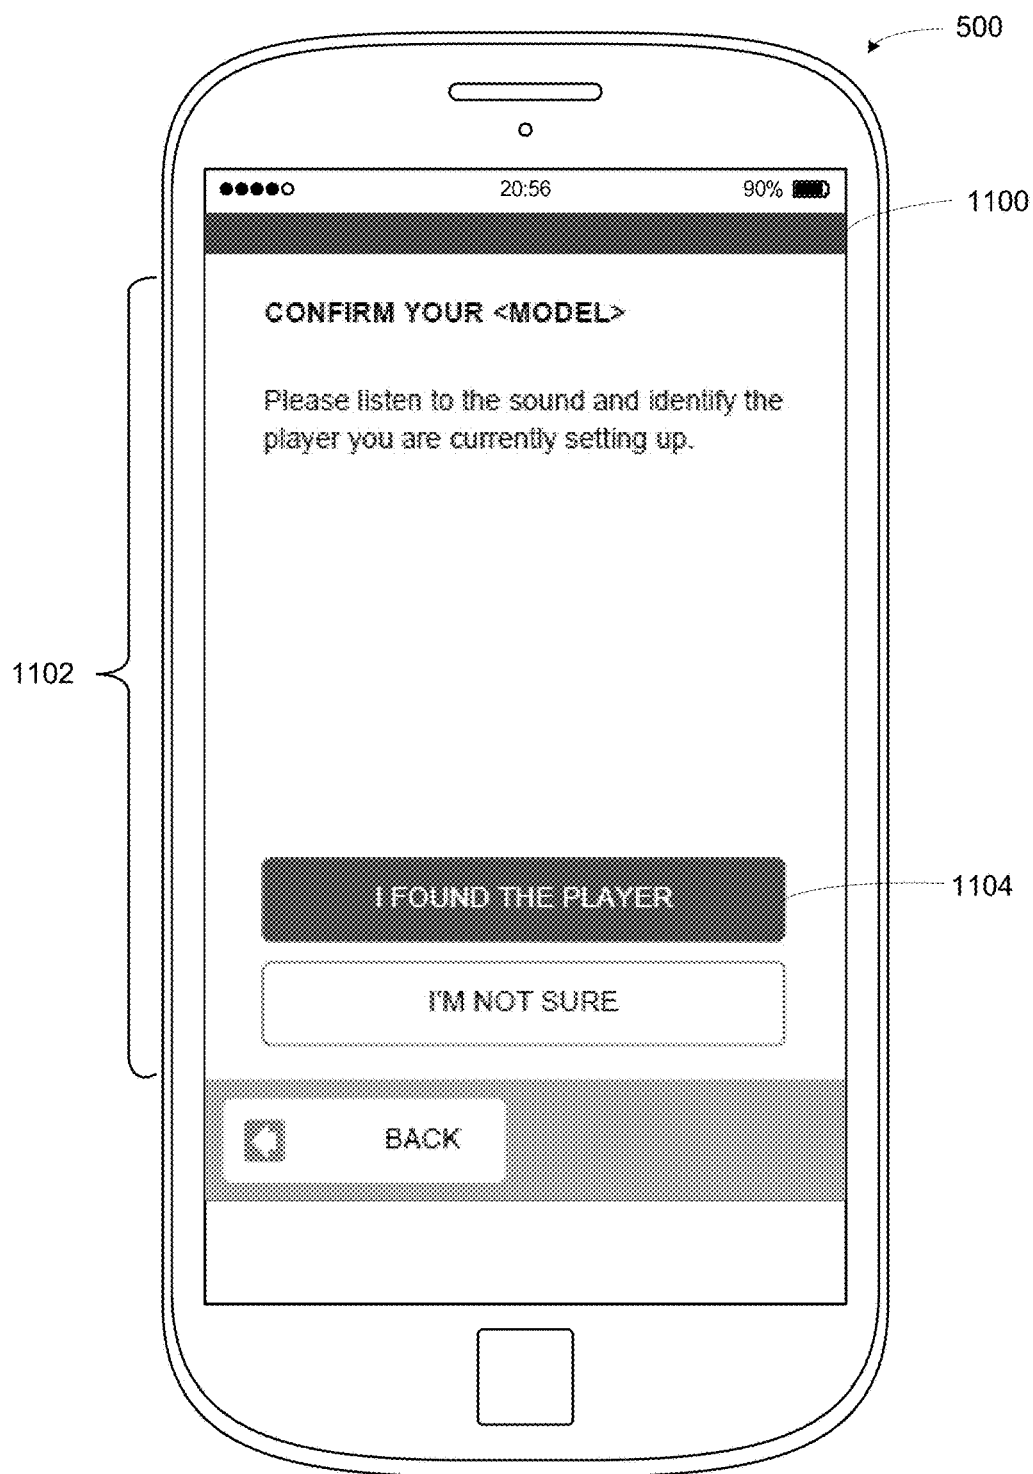 500
20:56
90%
1100
CONFIRM YOUR <MODEL>
Please listen to the sound and identify the
player you are currently setting up.
1102
I FOUND THE PLAYER
1104
I'M NOT SURE
BACK